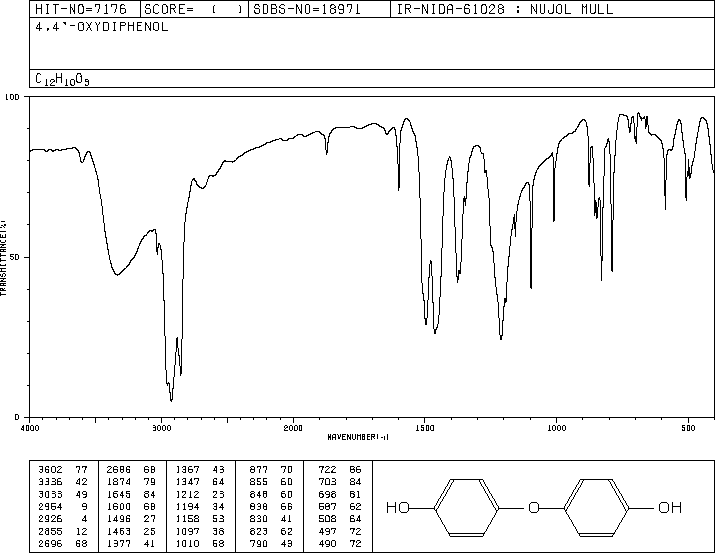 HIT-NO=7176 SCORE= ( ) SDBS-NO=18971 IR-NIDA-61028 : NUJOL MULL
4,4'-OXYDIPHENOL
C12H10O3
100
50
0
TRANSMITTANCE(%)
4000 3000 2000 1500 1000 500
WAVENUMBER(-1)
3602 77 2686 68 1367 43 877 70 722 86
3336 42 1874 79 1347 64 855 60 703 84
3033 49 1645 84 1212 23 848 60 698 81
2954 9 1600 68 1194 34 838 66 587 62
2926 4 1496 27 1158 53 830 41 508 64
2855 12 1463 25 1097 38 823 62 497 72
2696 68 1377 41 1010 58 790 43 490 72
HO O OH